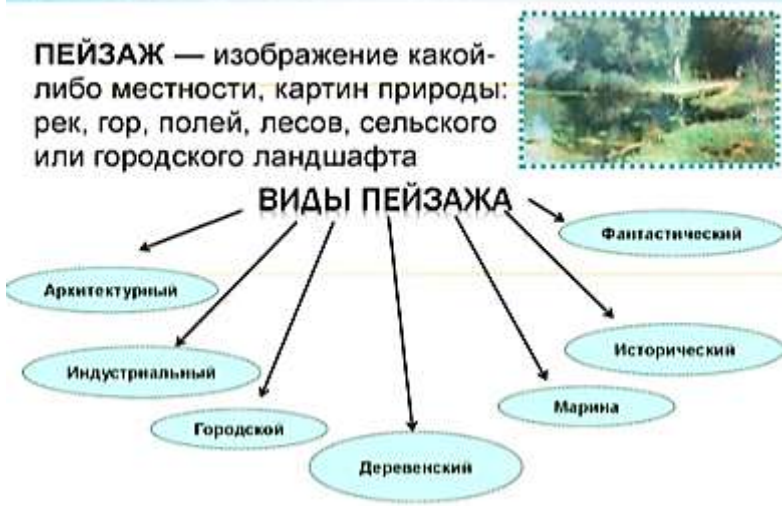 ПЕЙЗАЖ — изображение какой-
либо местности, картин природы:
рек, гор, полей, лесов, сельского
или городского ландшафта
ВИДЫ ПЕЙЗАЖА
Фантастический
Архитектурный
Исторический
Индустриальный
Марина
Городской
Деревенский